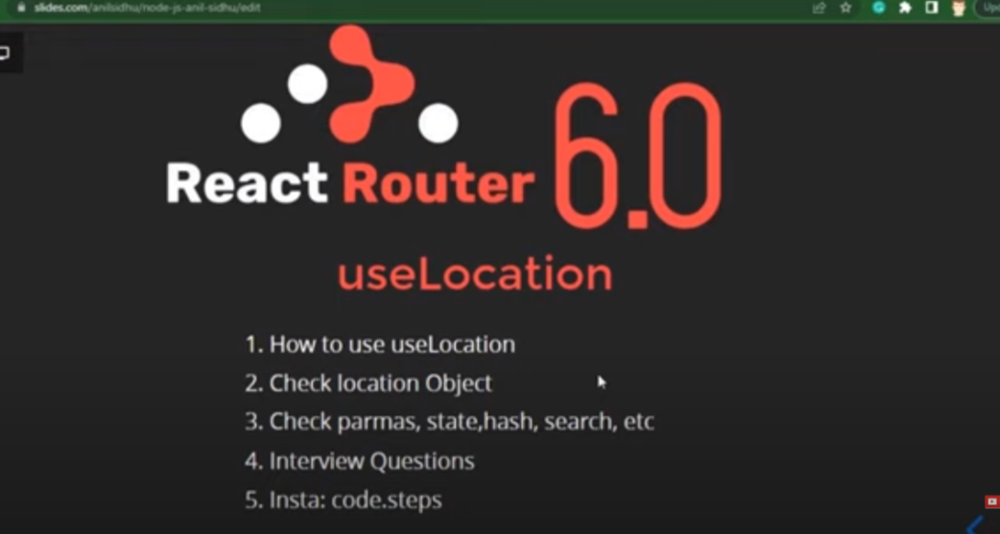 slides.com/anilsidhu/node-js-anil-sidhu/edit
React Router 6.0
useLocation
1. How to use useLocation
2. Check location Object
3. Check parmas, state,hash, search, etc
4. Interview Questions
5. Insta: code.steps